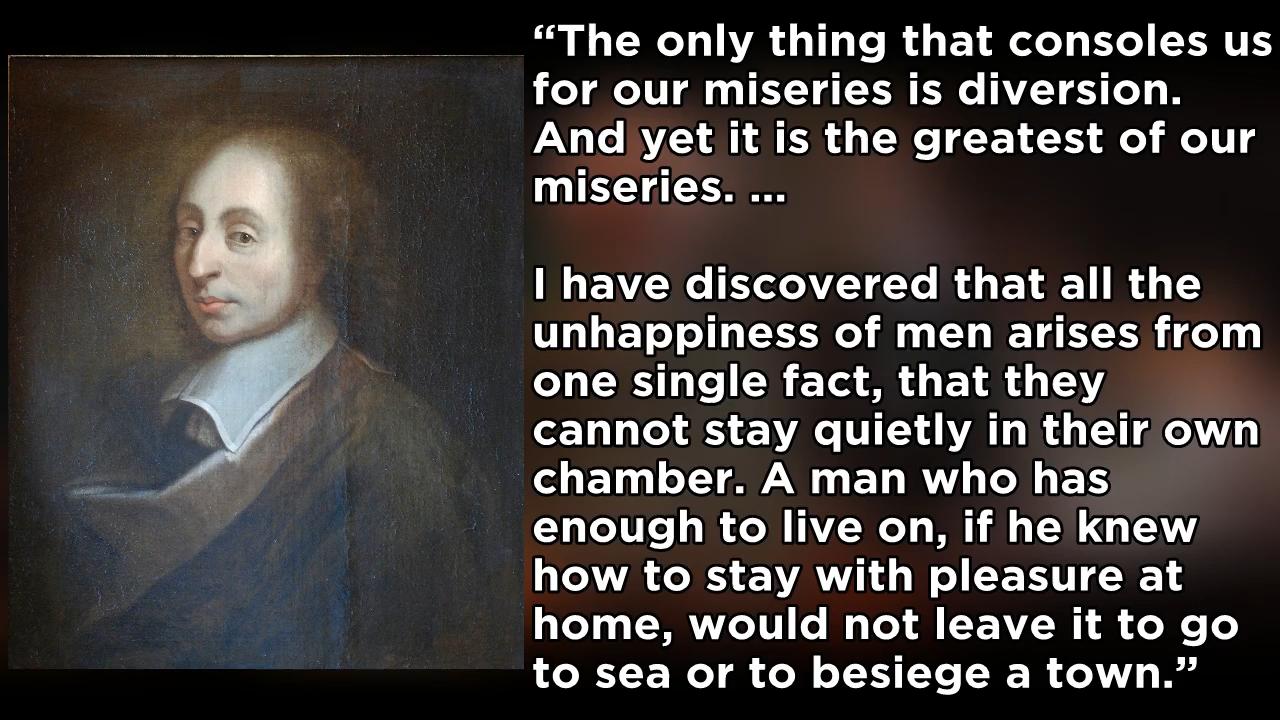 “The only thing that consoles us
for our miseries is diversion.
And yet it is the greatest of our
miseries. ...
I have discovered that all the
unhappiness of men arises from
one single fact, that they
cannot stay quietly in their own
chamber. A man who has
enough to live on, if he knew
how to stay with pleasure at
home, would not leave it to go
to sea or to besiege a town.”